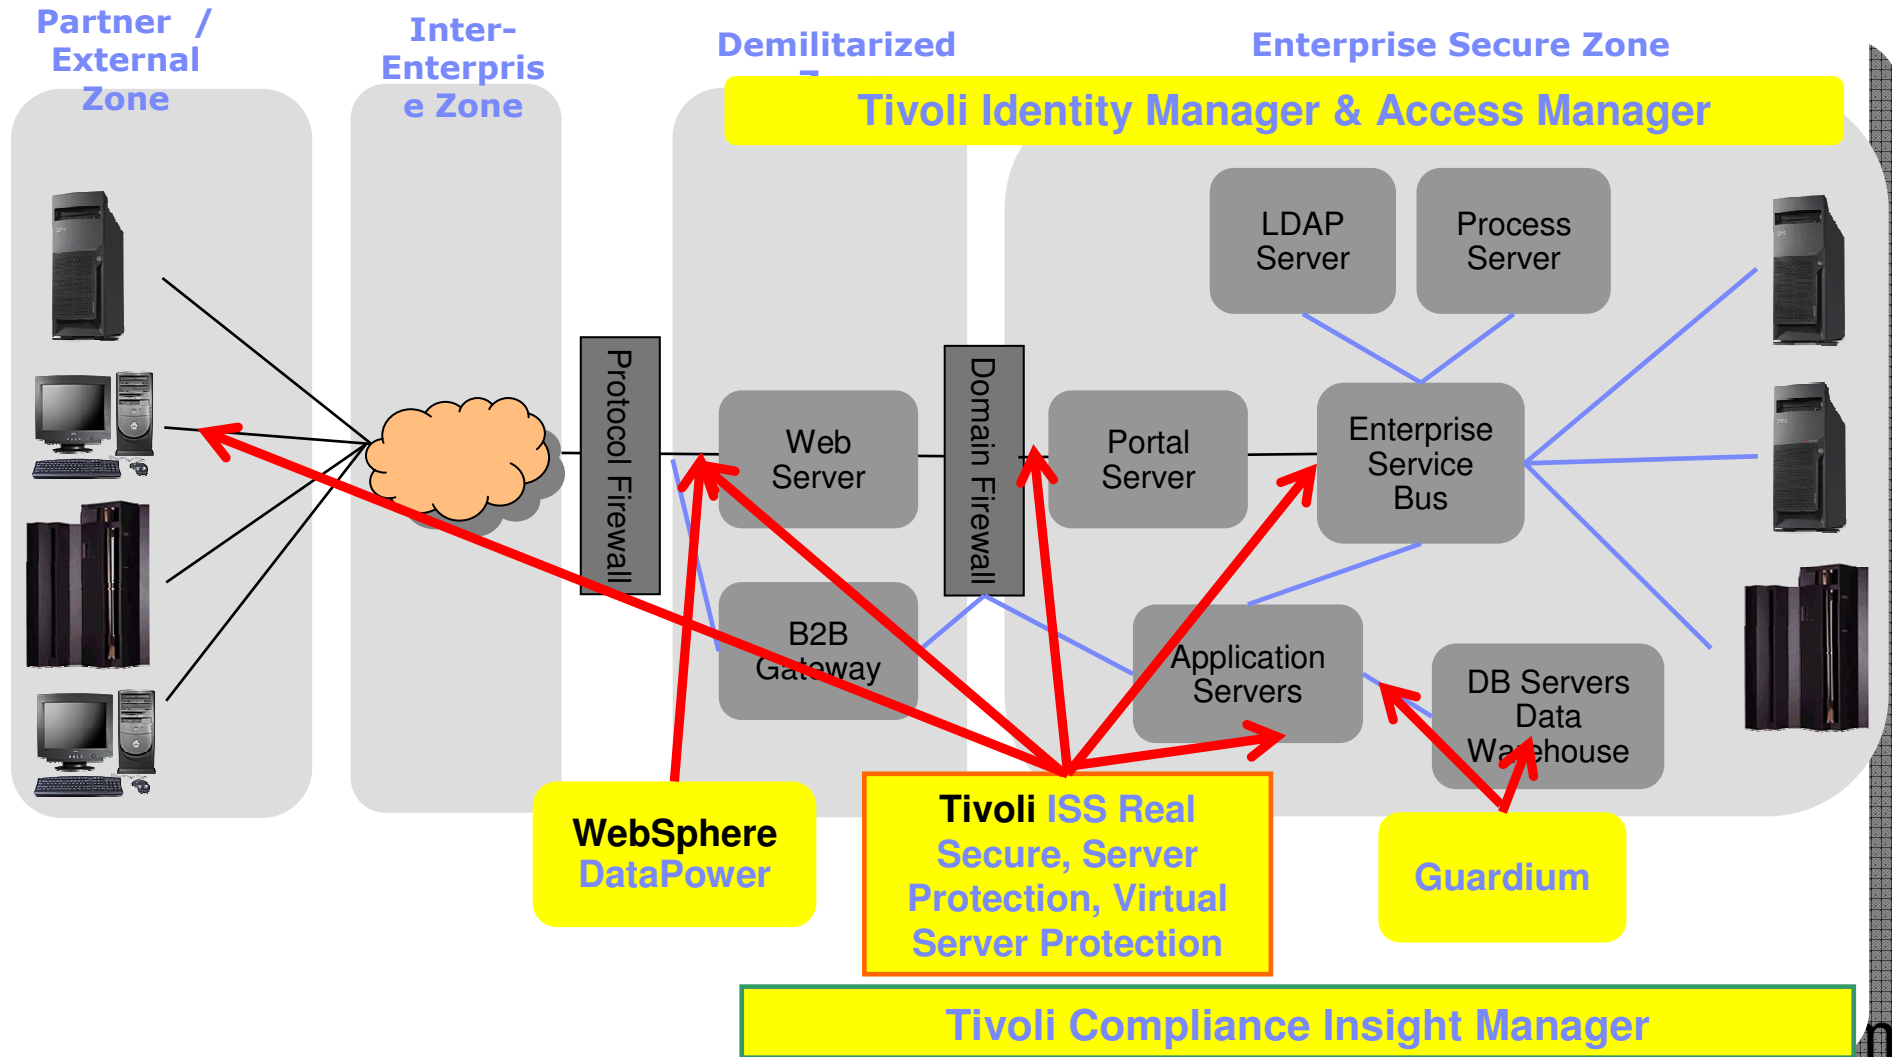 Partner /
External
Zone
Inter-
Enterpris
e Zone
Demilitarized
Enterprise Secure Zone
Tivoli Identity Manager & Access Manager
LDAP
Server
Process
Server
Protocol Firewall
Web
Server
Domain Firewall
Portal
Server
Enterprise
Service
Bus
B2B
Gateway
Application
Servers
DB Servers
Data
Warehouse
WebSphere
DataPower
Tivoli ISS Real
Secure, Server
Protection, Virtual
Server Protection
Guardium
Tivoli Compliance Insight Manager